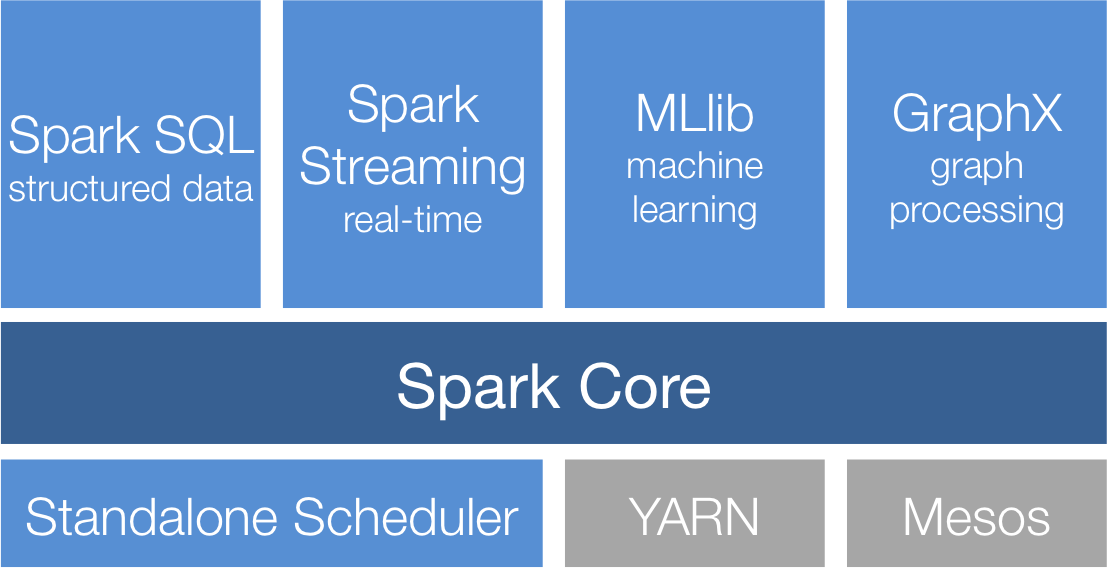 Spark SQL
structured data
Spark
Streaming
real-time
MLlib
machine
learning
GraphX
graph
processing
Spark Core
Standalone Scheduler
YARN
Mesos